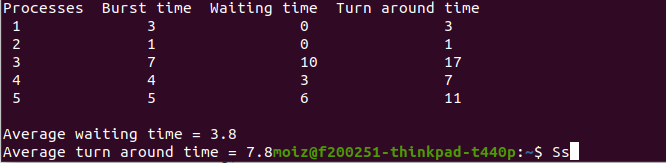 Processes  Burst time  Waiting time  Turn around time
1 3 0 3
2 1 0 1
3 7 10 17
4 4 3 7
5 5 6 11
Average waiting time = 3.8
Average turn around time = 7.8moiz@f200251-thinkpad-t440p:~$ Ss